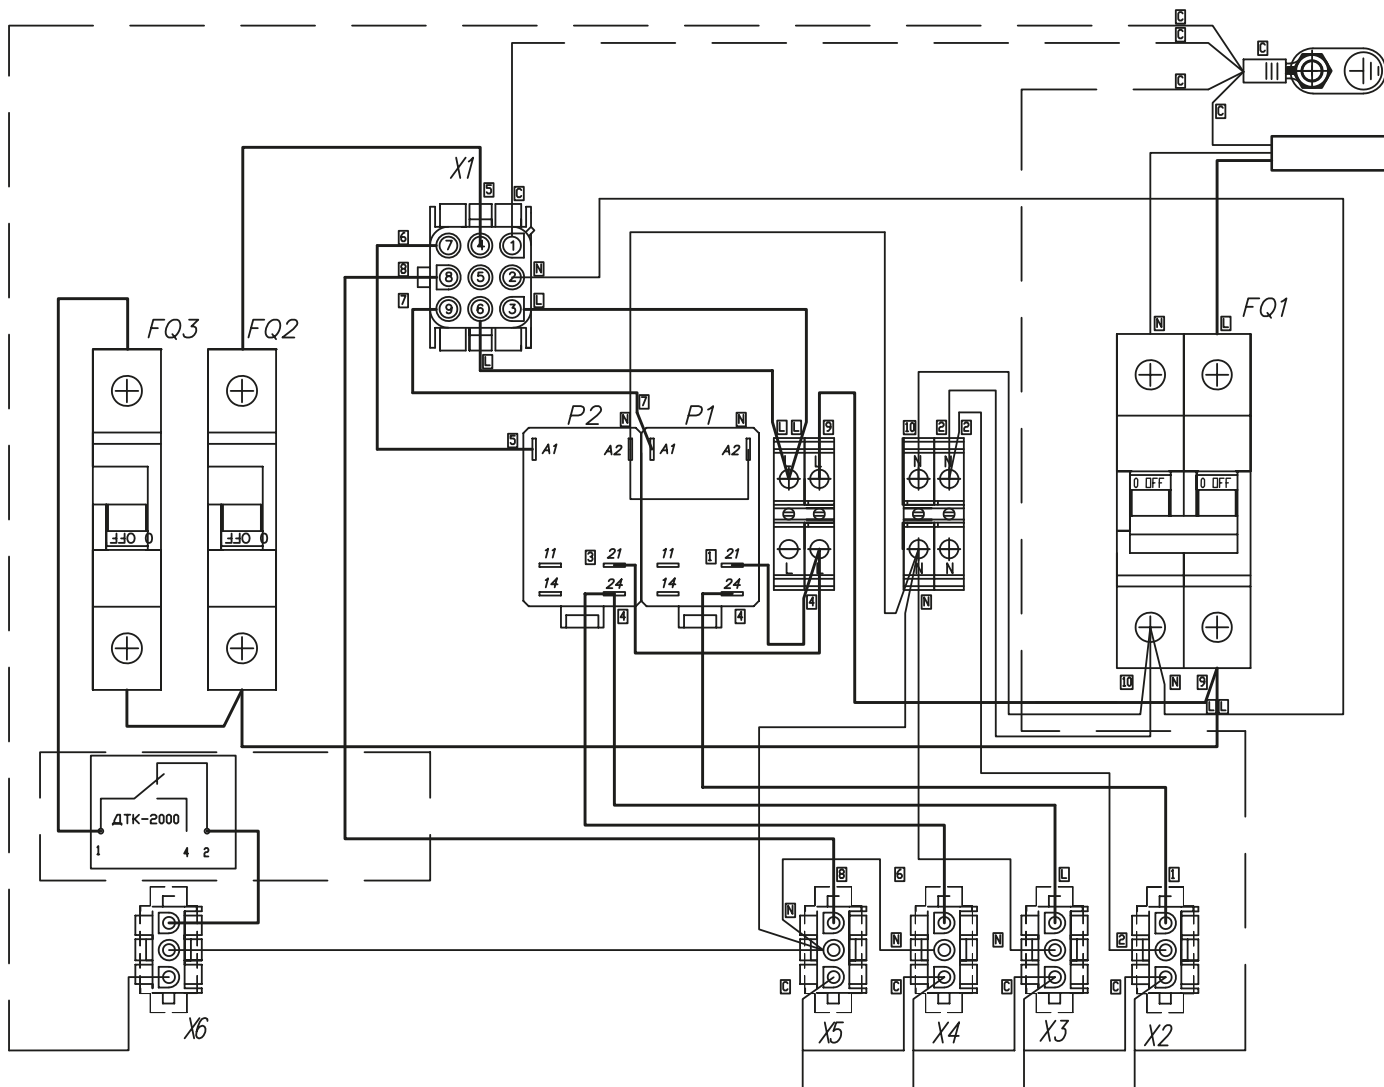 C
C
C
C
C
X1
5 C
6 7 4 1
8 8 5 2 N
7 9 6 3 L
L
FQ3 FQ2 FQ1
N L
7
P2 N P1 N L L 9 10 2 2
5 A1 A2 A1 A2 L L N N
0 OFF 0 OFF
0 OFF 0 OFF
11 3 21 11 1 21
14 24 14 24
L L N N
4 4 4 N
10 N 9
L L
ДТК-2000
1 4 2
8 6 L 1
N N N 2
C C C C
X6 X5 X4 X3 X2